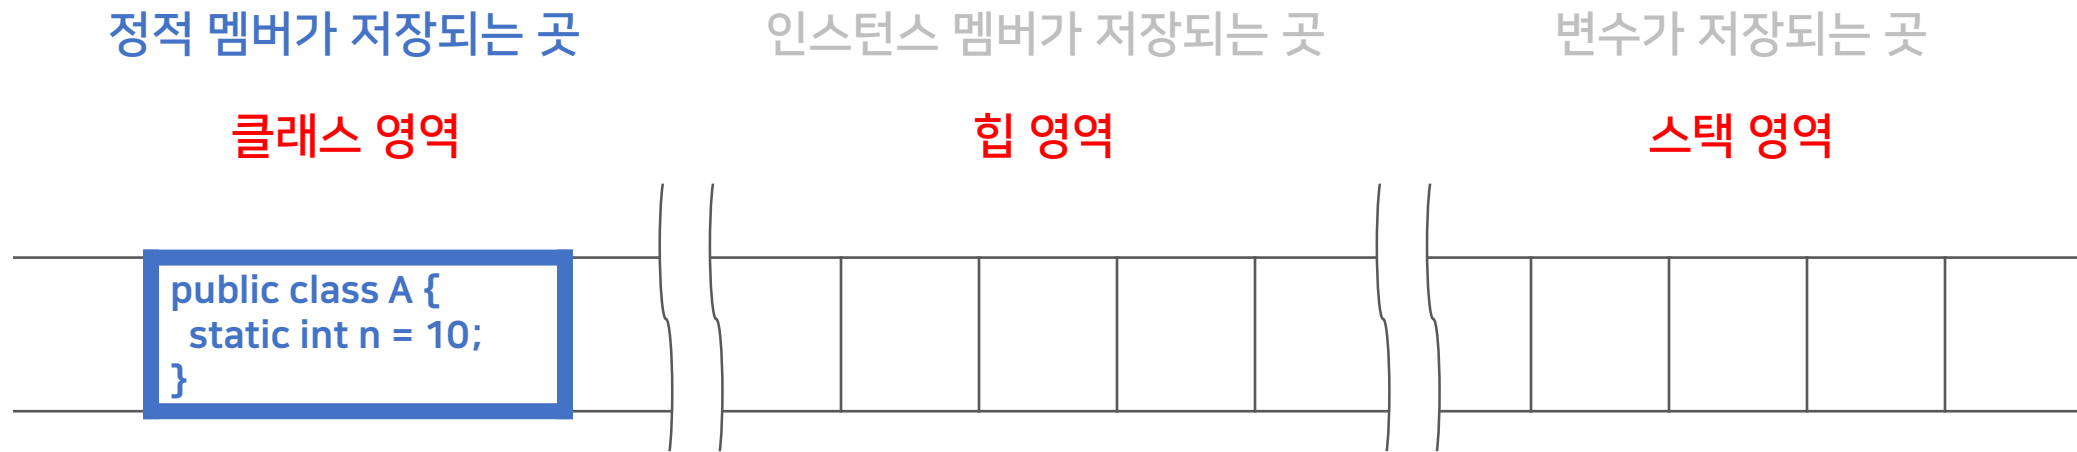 정적 멤버가 저장되는 곳
인스턴스 멤버가 저장되는 곳
변수가 저장되는 곳
클래스 영역
힙 영역
스택 영역
public class A {
static int n = 10;
}